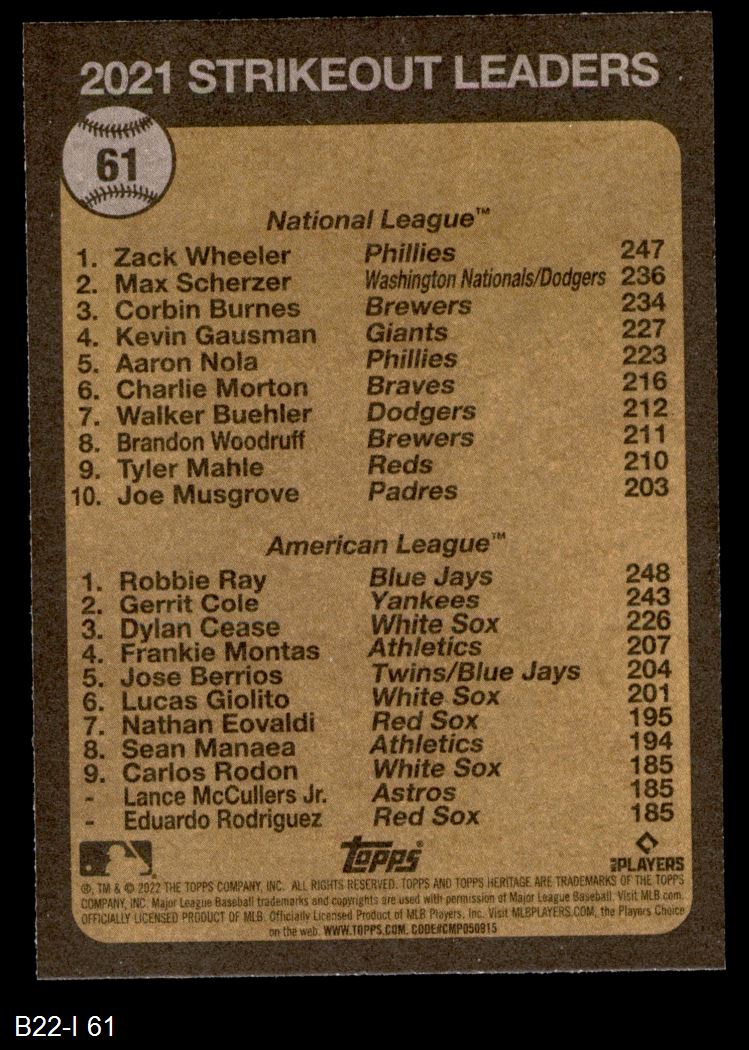 2021 STRIKEOUT LEADERS
61
National League™
1. Zack Wheeler Phillies 247
2. Max Scherzer Washington Nationals/Dodgers 236
3. Corbin Burnes Brewers 234
4. Kevin Gausman Giants 227
5. Aaron Nola Phillies 223
6. Charlie Morton Braves 216
7. Walker Buehler Dodgers 212
8. Brandon Woodruff Brewers 211
9. Tyler Mahle Reds 210
10. Joe Musgrove Padres 203
American League™
1. Robbie Ray Blue Jays 248
2. Gerrit Cole Yankees 243
3. Dylan Cease White Sox 226
4. Frankie Montas Athletics 207
5. Jose Berrios Twins/Blue Jays 204
6. Lucas Giolito White Sox 201
7. Nathan Eovaldi Red Sox 195
8. Sean Manaea Athletics 194
9. Carlos Rodon White Sox 185
- Lance McCullers Jr. Astros 185
- Eduardo Rodriguez Red Sox 185
Topps
PLAYERS
®, TM & © 2022 THE TOPPS COMPANY, INC. ALL RIGHTS RESERVED. TOPPS AND TOPPS HERITAGE ARE TRADEMARKS OF THE TOPPS
COMPANY, INC. Major League Baseball trademarks and copyrights are used with permission of Major League Baseball. Visit MLB.com.
OFFICIALLY LICENSED PRODUCT OF MLB Players, Inc. Visit MLBPLAYERS.COM, the Players Choice
on the web. WWW.TOPPS.COM. CODE#CMP050915
B22-I 61